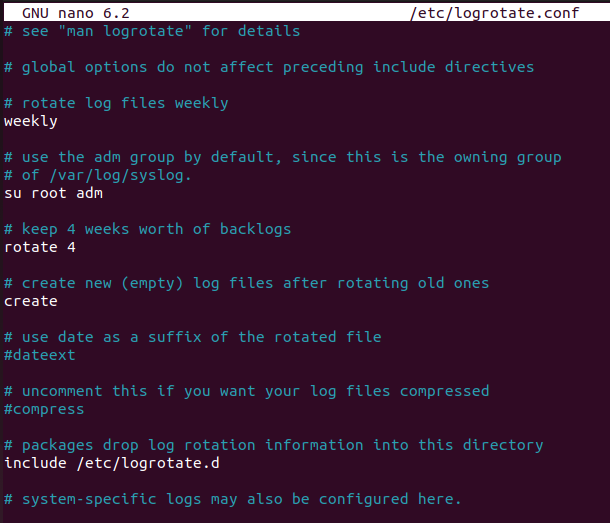 GNU nano 6.2 /etc/logrotate.conf
# see "man logrotate" for details
# global options do not affect preceding include directives
# rotate log files weekly
weekly
# use the adm group by default, since this is the owning group
# of /var/log/syslog.
su root adm
# keep 4 weeks worth of backlogs
rotate 4
# create new (empty) log files after rotating old ones
create
# use date as a suffix of the rotated file
#dateext
# uncomment this if you want your log files compressed
#compress
# packages drop log rotation information into this directory
include /etc/logrotate.d
# system-specific logs may also be configured here.